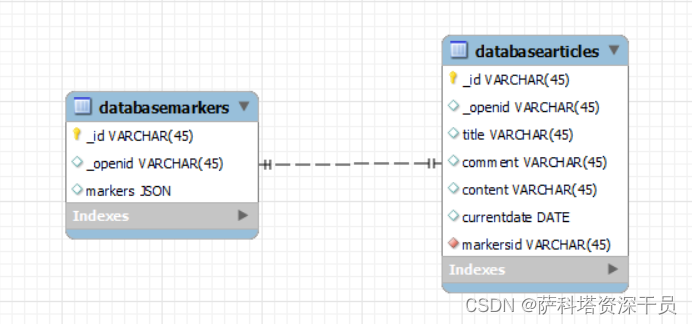 databasemarkers
_id VARCHAR(45)
_openid VARCHAR(45)
markers JSON
Indexes
databasearticles
_id VARCHAR(45)
_openid VARCHAR(45)
title VARCHAR(45)
comment VARCHAR(45)
content VARCHAR(45)
currentdate DATE
markersid VARCHAR(45)
Indexes
CSDN @萨科塔资深干员